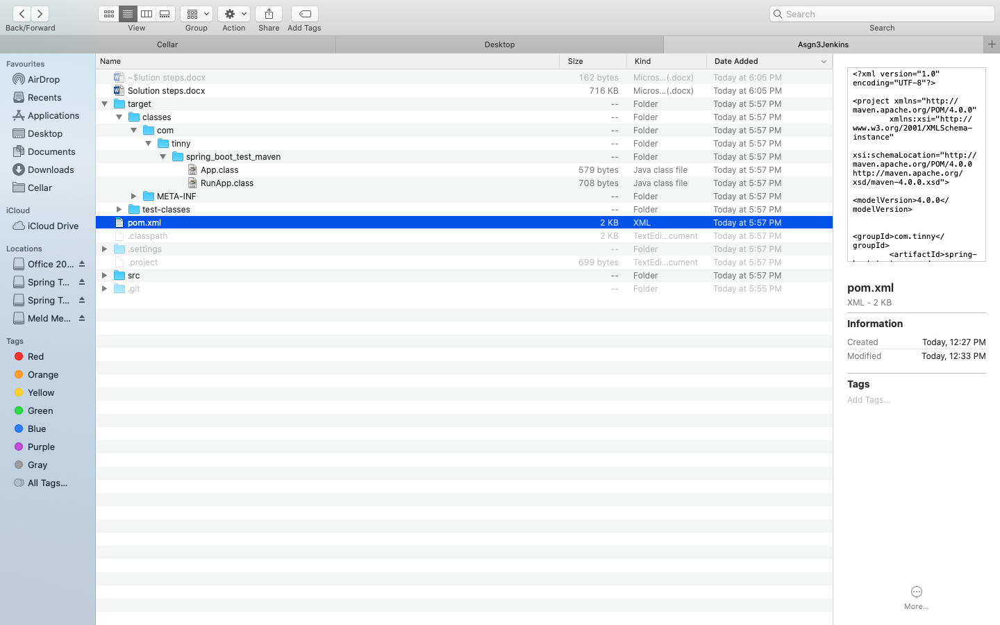 Search
Back/Forward View Group Action Share Add Tags Search
Cellar Desktop Asgn3Jenkins
Favourites
AirDrop
Recents
Applications
Desktop
Documents
Downloads
Cellar
iCloud
iCloud Drive
Locations
Office 20...
Spring T...
Spring T...
Meld Me...
Tags
Red
Orange
Yellow
Green
Blue
Purple
Gray
All Tags...
Name Size Kind Date Added
~$lution steps.docx 162 bytes Micros...(.docx) Today at 6:05 PM
Solution steps.docx 716 KB Micros...(.docx) Today at 6:05 PM
target -- Folder Today at 5:57 PM
classes -- Folder Today at 5:57 PM
com -- Folder Today at 5:57 PM
tinny -- Folder Today at 5:57 PM
spring_boot_test_maven -- Folder Today at 5:57 PM
App.class 579 bytes Java class file Today at 5:57 PM
RunApp.class 708 bytes Java class file Today at 5:57 PM
META-INF -- Folder Today at 5:57 PM
test-classes -- Folder Today at 5:57 PM
pom.xml 2 KB XML Today at 5:57 PM
.classpath 2 KB TextEdi...cument Today at 5:57 PM
.settings -- Folder Today at 5:57 PM
.project 699 bytes TextEdi...cument Today at 5:57 PM
src -- Folder Today at 5:57 PM
.git -- Folder Today at 5:55 PM
<?xml version="1.0"
encoding="UTF-8"?>
<project xmlns="http://
maven.apache.org/POM/4.0.0"
xmlns:xsi="http://
www.w3.org/2001/XMLSchema-
instance"
xsi:schemaLocation="http://
maven.apache.org/POM/4.0.0
http://maven.apache.org/
xsd/maven-4.0.0.xsd">
<modelVersion>4.0.0</
modelVersion>
<groupId>com.tinny</
groupId>
<artifactId>spring-
pom.xml
XML - 2 KB
Information
Created Today, 12:27 PM
Modified Today, 12:33 PM
Tags
Add Tags...
More...